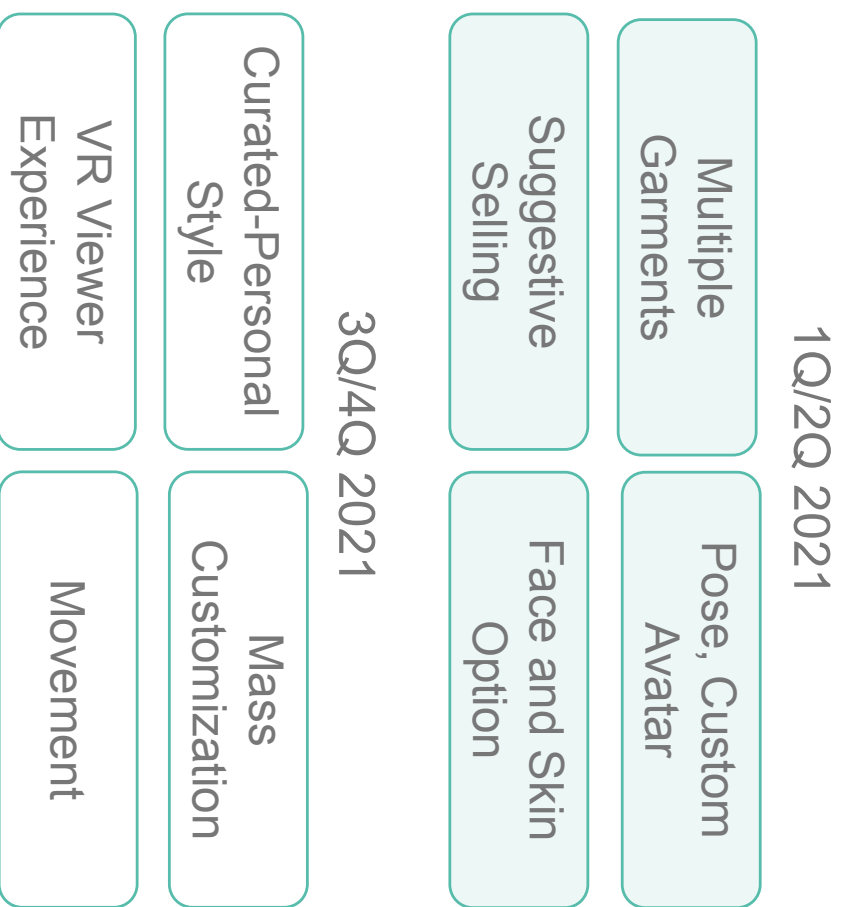 1Q/2Q 2021
Multiple
Garments
Pose, Custom
Avatar
Suggestive
Selling
Face and Skin
Option
3Q/4Q 2021
Curated-Personal
Style
Mass
Customization
VR Viewer
Experience
Movement